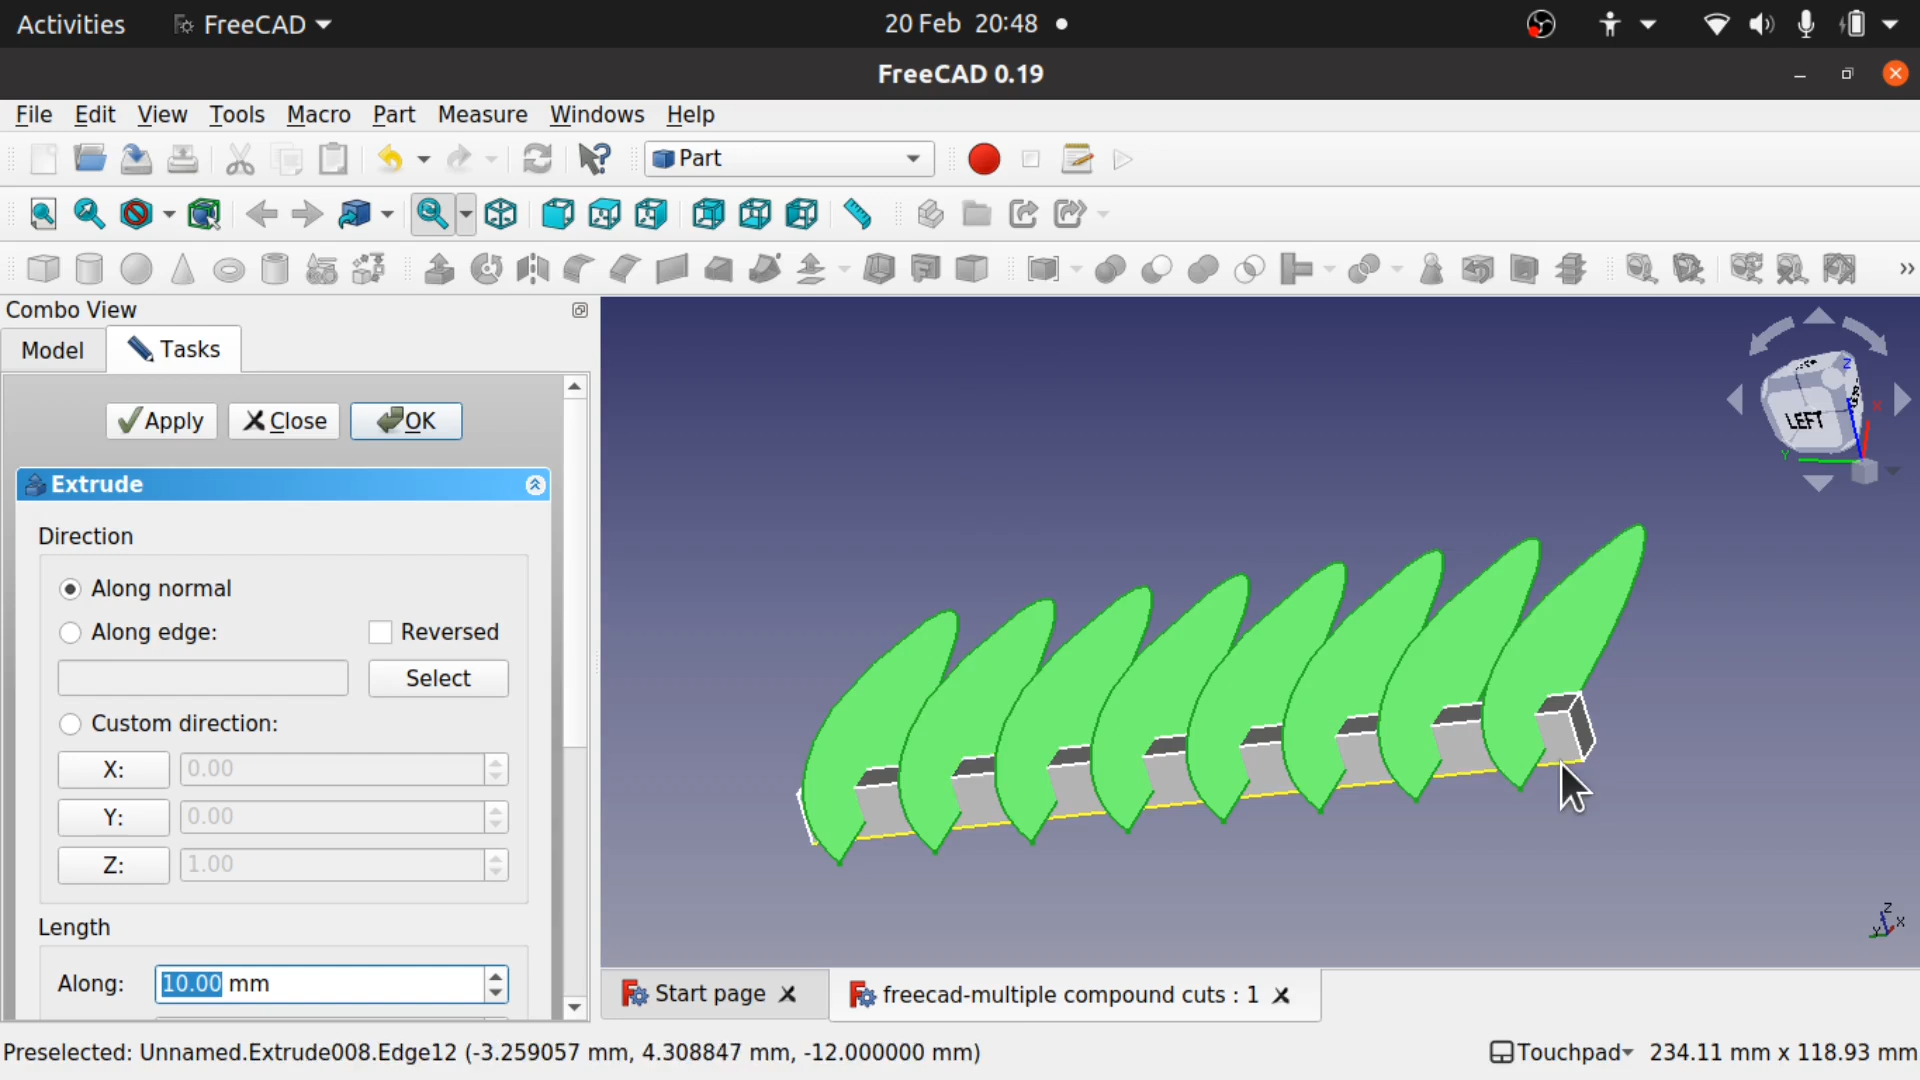 Activities FreeCAD 20 Feb 20:48
FreeCAD 0.19
File Edit View Tools Macro Part Measure Windows Help
Part
Combo View
Model Tasks
Apply Close OK
Extrude
Direction
Along normal
Along edge: Reversed
Select
Custom direction:
X: 0.00
Y: 0.00
Z: 1.00
Length
Along: 10.00 mm
Z
LEFT
X
Y
Z
X
Y
Start page freecad-multiple compound cuts : 1
Preselected: Unnamed.Extrude008.Edge12 (-3.259057 mm, 4.308847 mm, -12.000000 mm) Touchpad 234.11 mm x 118.93 mm